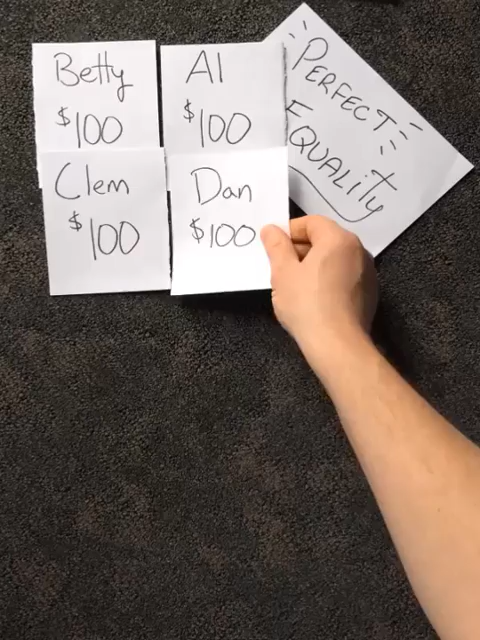 Betty
$100
Al
$100
PERFECT
EQUALITY
Clem
$100
Dan
$100